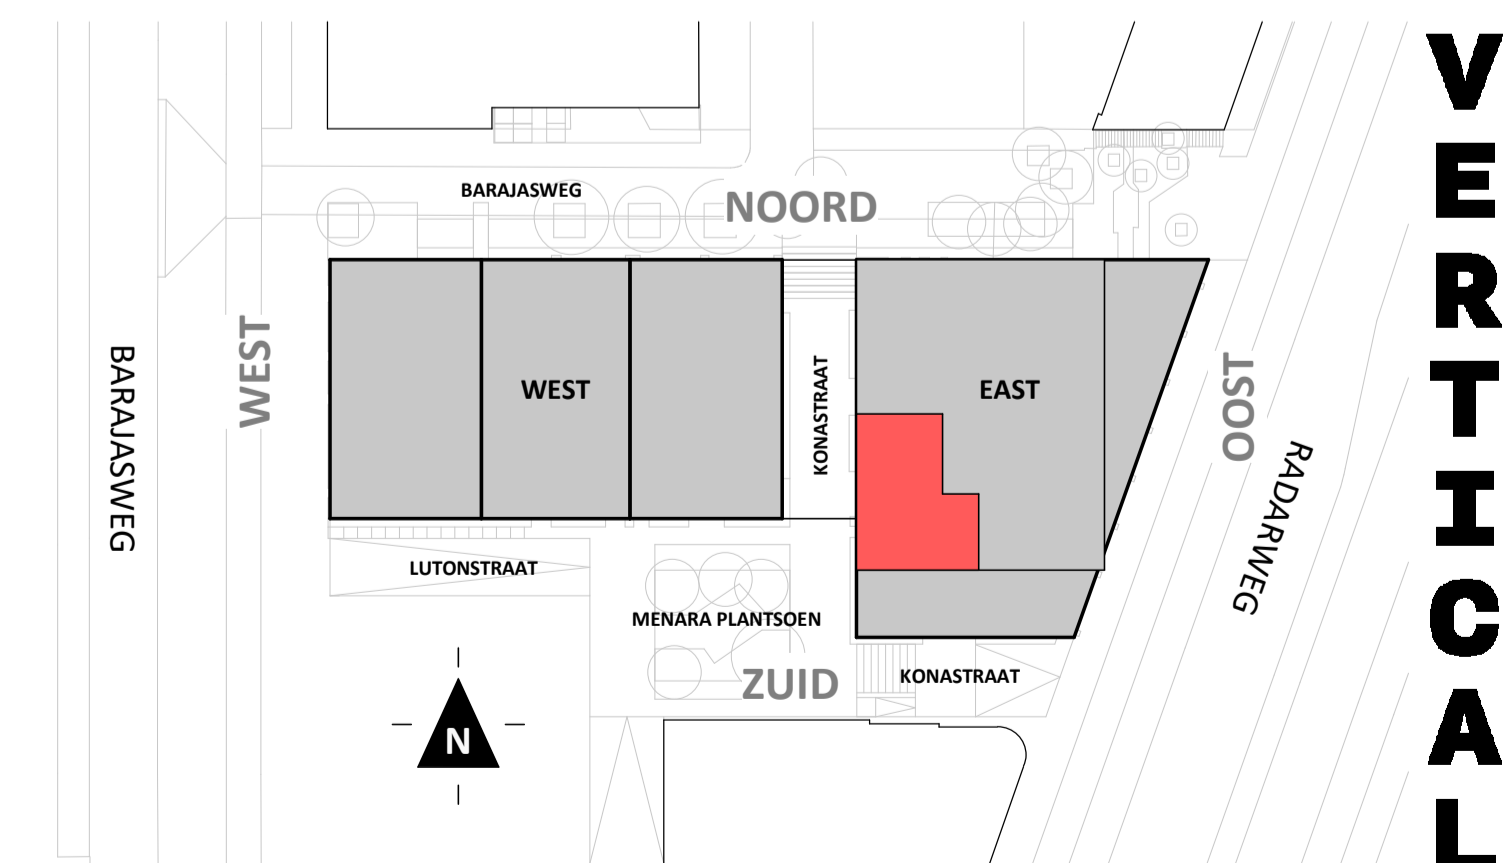 BARAJASWEG
NOORD
WEST
BARAJASWEG
WEST
KONASTRAAT
EAST
OOST
RADARWEG
LUTONSTRAAT
MENARA PLANTSOEN
ZUID
KONASTRAAT
N
VERTICAL